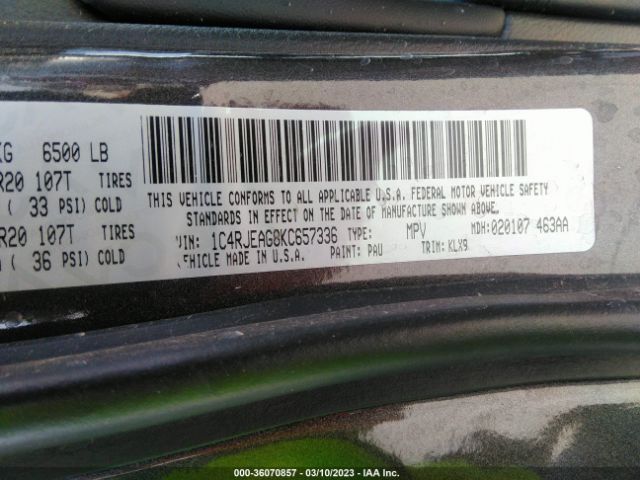 KG 6500 LB
R20 107T TIRES
( 33 PSI) COLD
R20 107T TIRES
( 36 PSI) COLD
THIS VEHICLE CONFORMS TO ALL APPLICABLE U.S.A. FEDERAL MOTOR VEHICLE SAFETY
STANDARDS IN EFFECT ON THE DATE OF MANUFACTURE SHOWN ABOVE.
VIN: 1C4RJEAG8KC657336 TYPE: MPV MDH:020107 463AA
VEHICLE MADE IN U.S.A. PAINT: PAU TRIM: KLX9
000-36070857 — 03/10/2023 — IAA Inc.